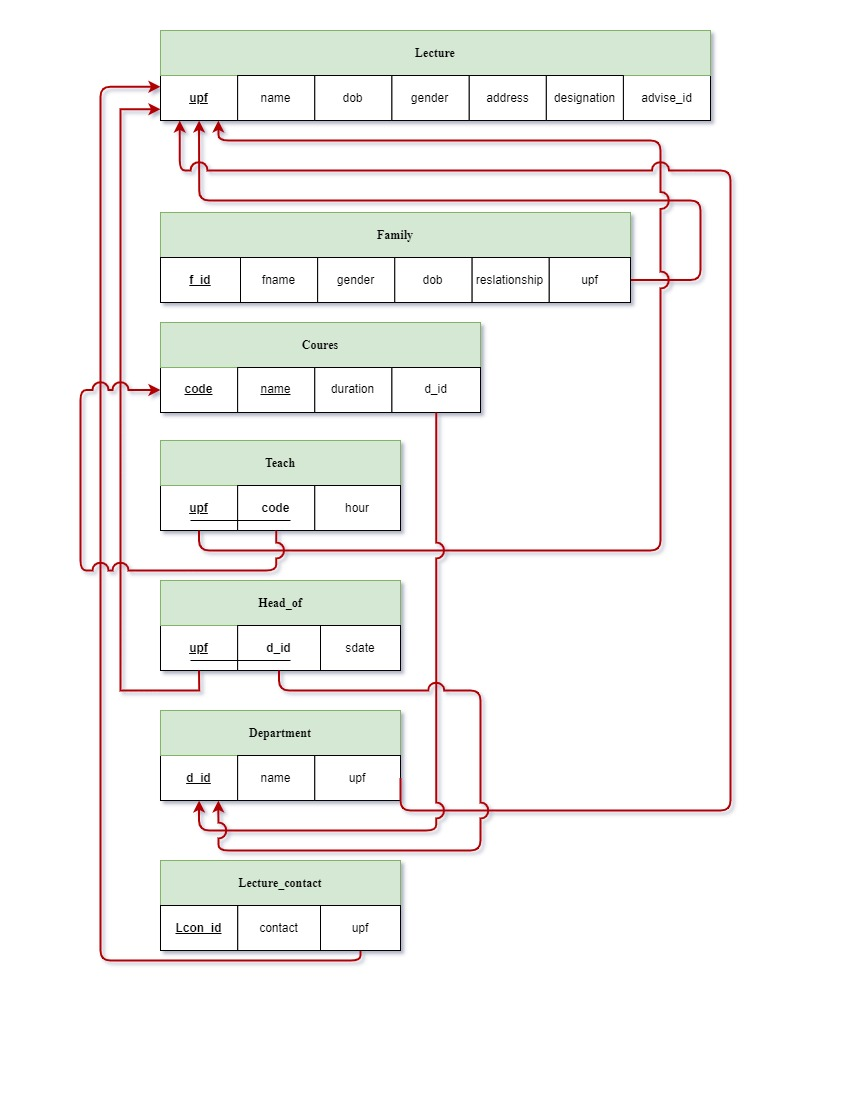 Lecture
upf name dob gender address designation advise_id
Family
f_id fname gender dob reslationship upf
Coures
code name duration d_id
Teach
upf code hour
Head_of
upf d_id sdate
Department
d_id name upf
Lecture_contact
Lcon_id contact upf